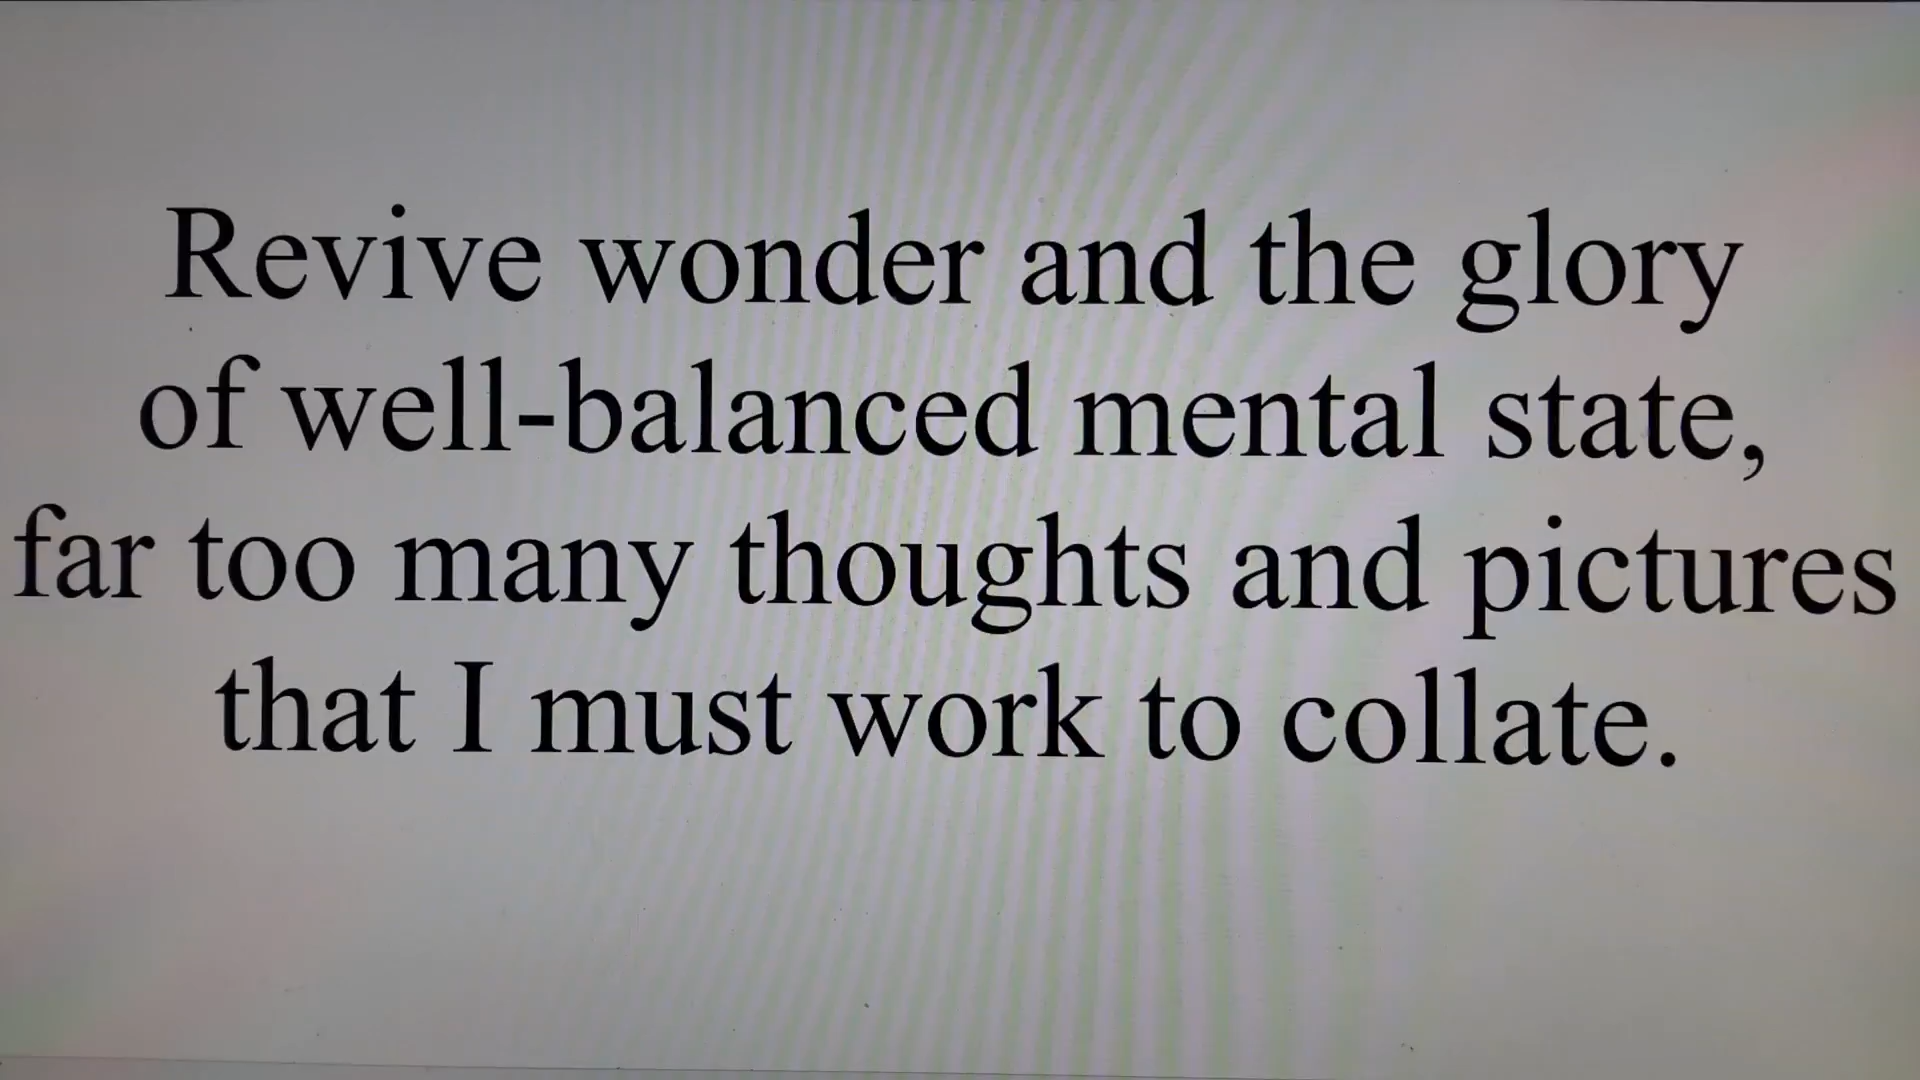 Revive wonder and the glory
of well-balanced mental state,
far too many thoughts and pictures
that I must work to collate.